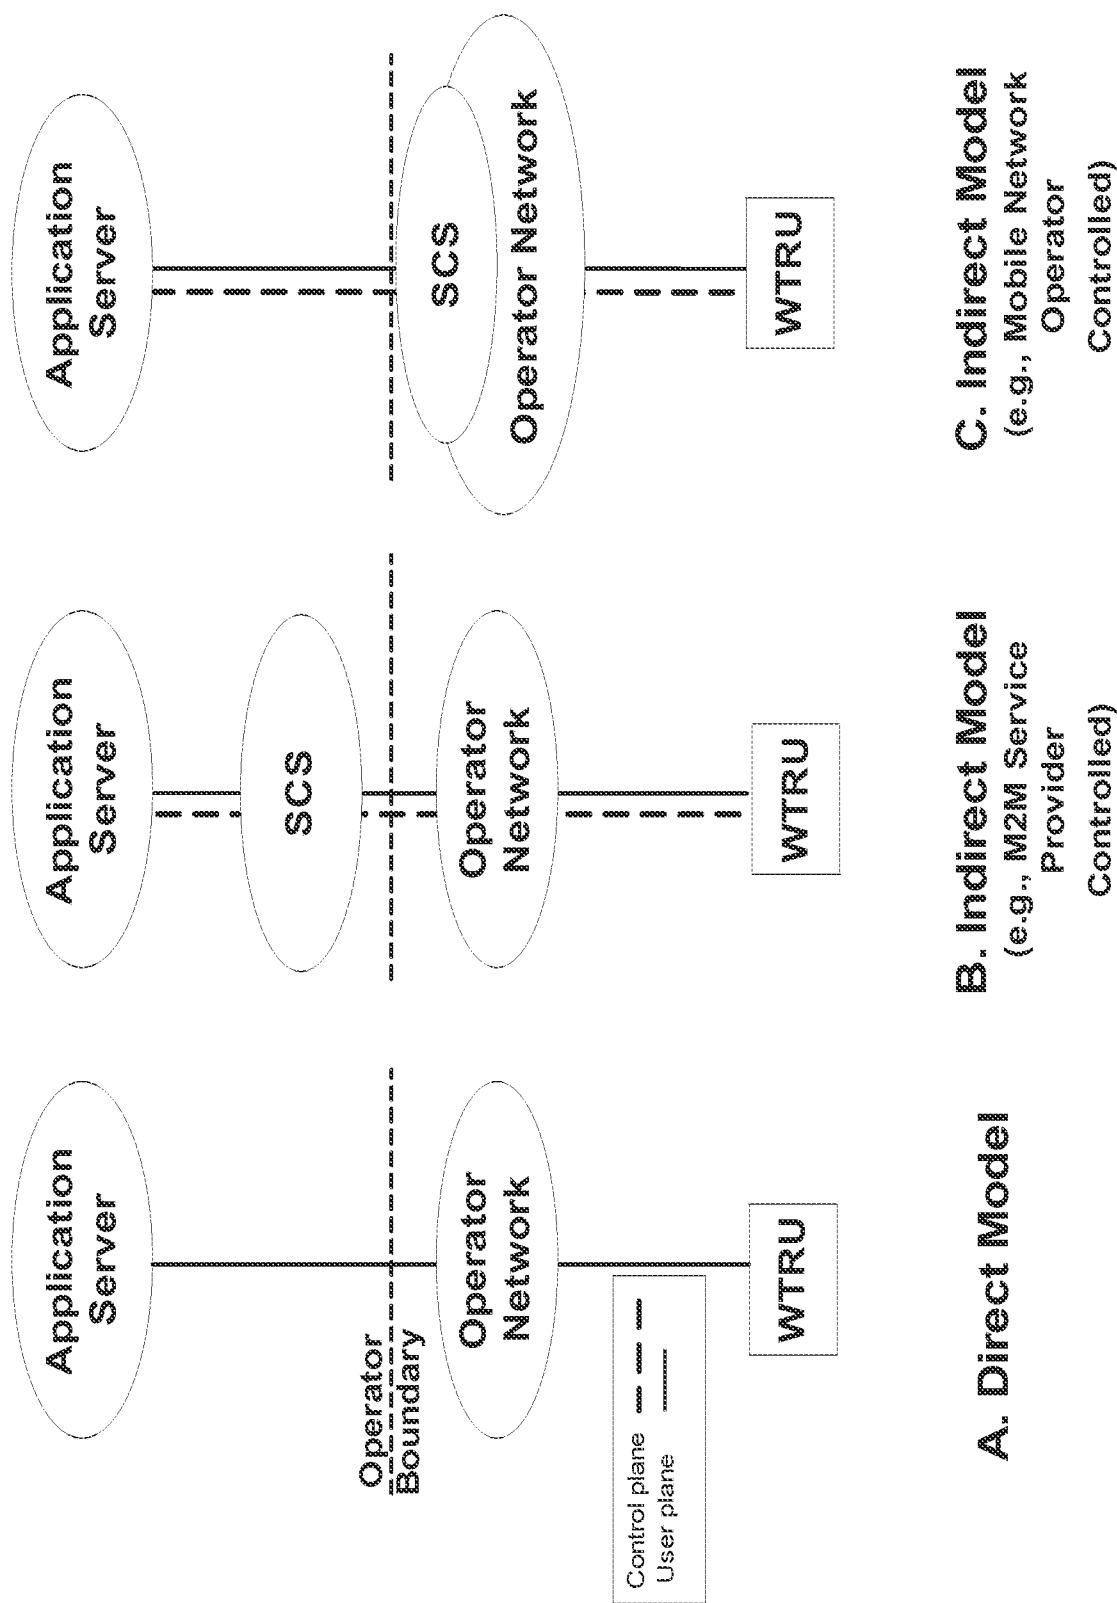 Application
Server
Operator
Boundary
Operator
Network
Control plane
User plane
WTRU
A. Direct Model
Application
Server
SCS
Operator
Network
WTRU
B. Indirect Model
(e.g., M2M Service
Provider
Controlled)
Application
Server
SCS
Operator Network
WTRU
C. Indirect Model
(e.g., Mobile Network
Operator
Controlled)